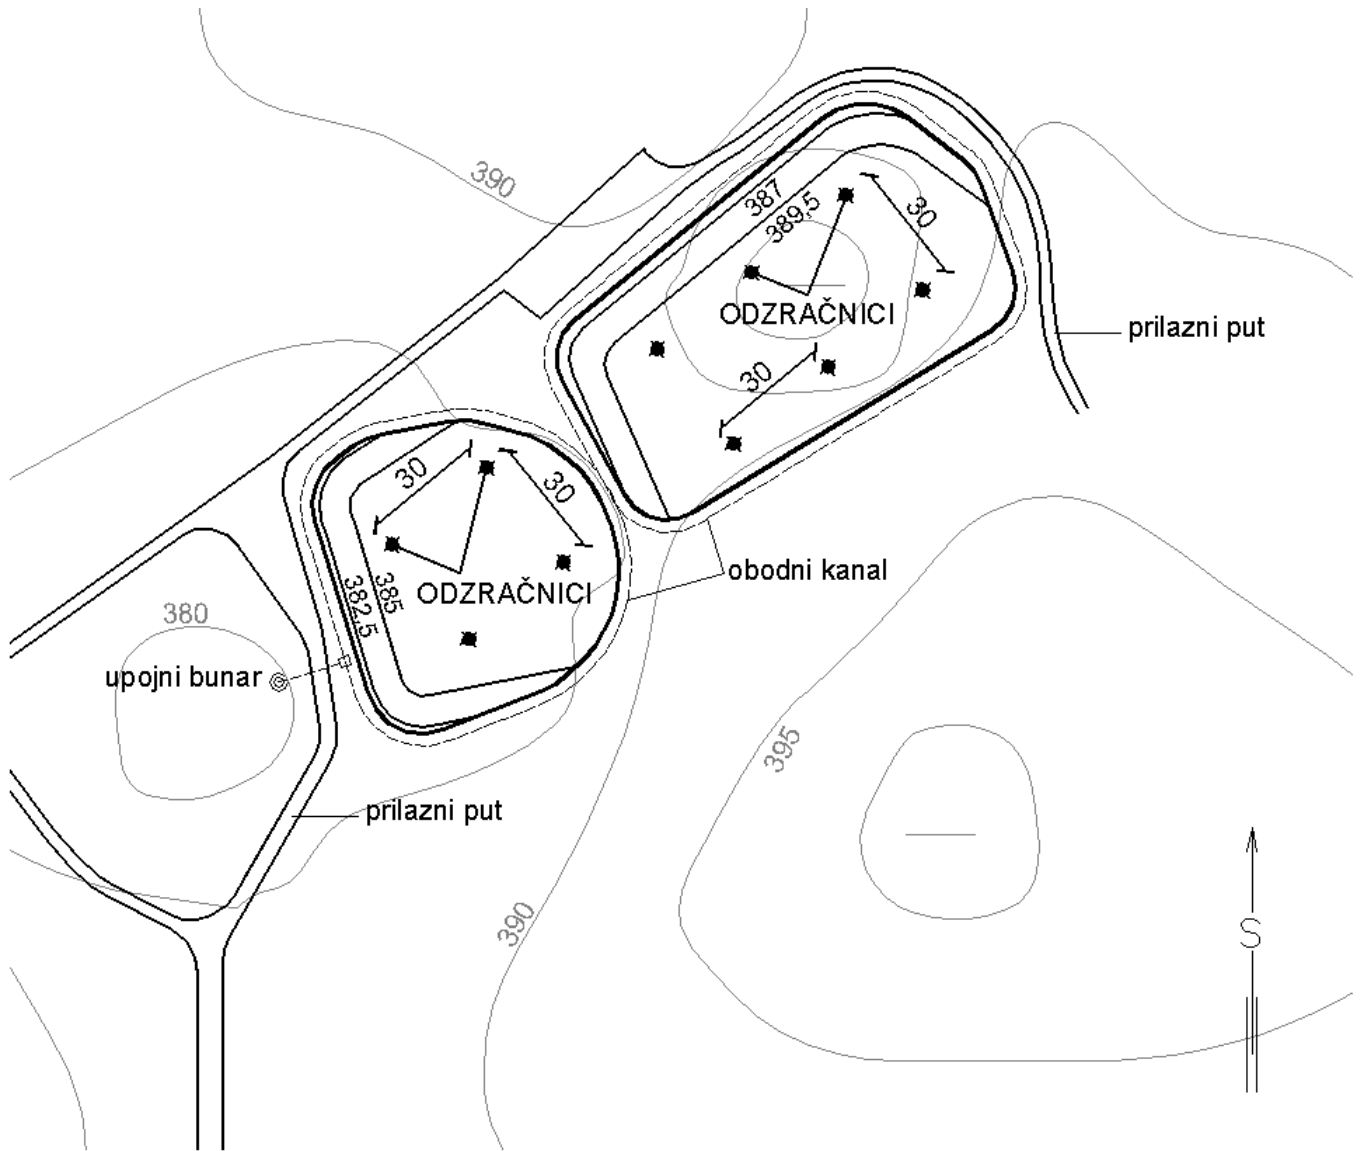 390
387
389,5
30
ODZRAČNICI
prilazni put
30
30
30
obodni kanal
385
382,5
ODZRAČNICI
380
upojni bunar
395
prilazni put
390
S